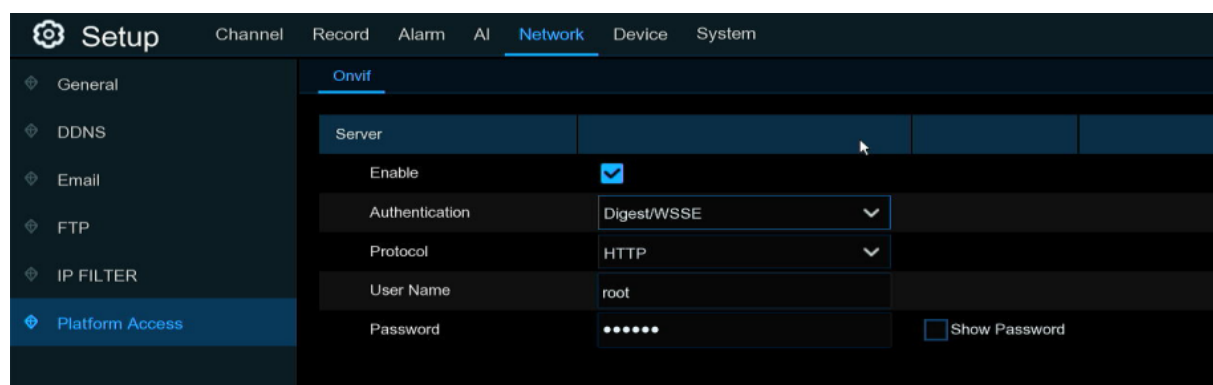 Setup Channel Record Alarm AI Network Device System
General
Onvif
DDNS
Server
Email
Enable
FTP
Authentication Digest/WSSE
Protocol HTTP
IP FILTER
User Name root
Platform Access
Password •••••• Show Password